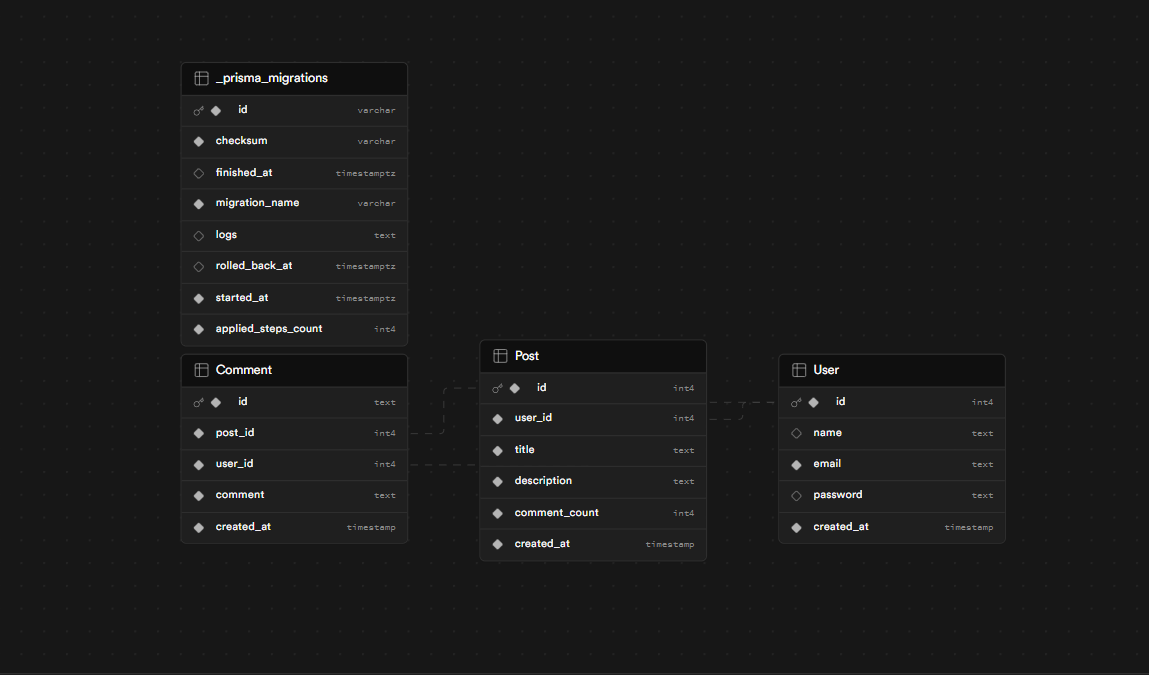 _prisma_migrations
id varchar
checksum varchar
finished_at timestamptz
migration_name varchar
logs text
rolled_back_at timestamptz
started_at timestamptz
applied_steps_count int4
Comment
id text
post_id int4
user_id int4
comment text
created_at timestamp
Post
id int4
user_id int4
title text
description text
comment_count int4
created_at timestamp
User
id int4
name text
email text
password text
created_at timestamp